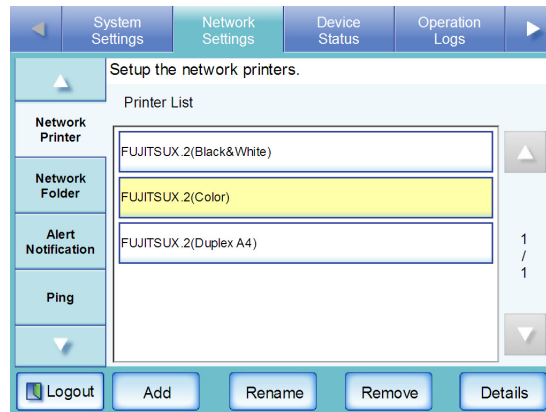 System
Settings
Network
Settings
Device
Status
Operation
Logs
Setup the network printers.
Printer List
Network
Printer
Network
Folder
Alert
Notification
Ping
FUJITSUX.2(Black&White)
FUJITSUX.2(Color)
FUJITSUX.2(Duplex A4)
1
/
1
Logout
Add
Rename
Remove
Details